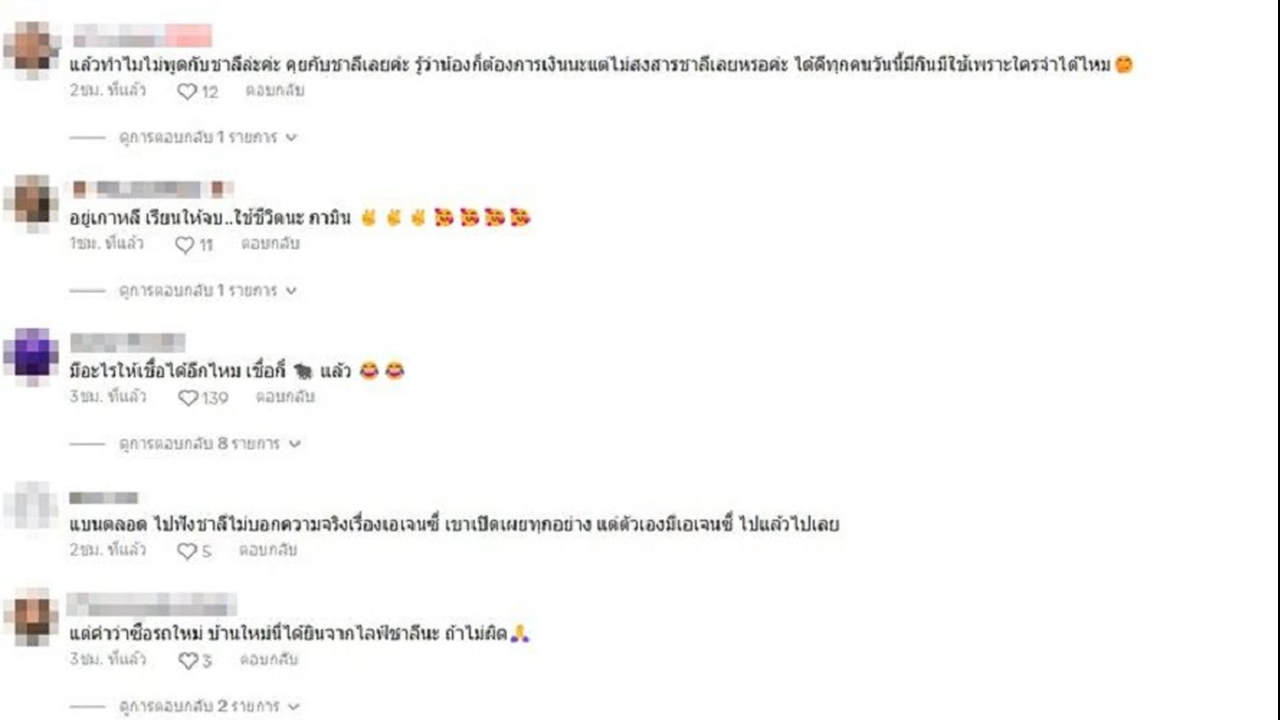 แล้วทำไมไม่พูดกับชาลีล่ะค่ะ คุยกับชาลีเลยค่ะ รู้ว่าน้องก็ต้องการเงินนะแต่ไม่สงสารชาลีเลยหรอค่ะ ได้ดีทุกคนวันนี้มีกินมีใช้เพราะใครจำได้ไหม
2ชม. ที่แล้ว 12 ตอบกลับ
ดูการตอบกลับ 1 รายการ
อยู่เกาหลี เรียนให้จบ..ใช้ชีวิตนะ ภามิน ✌️✌️✌️🥰🥰🥰🥰
1ชม. ที่แล้ว 11 ตอบกลับ
ดูการตอบกลับ 1 รายการ
มีอะไรให้เชื่อได้อีกไหม เชื่อก็ 🐃 แล้ว 😂😂
3ชม. ที่แล้ว 139 ตอบกลับ
ดูการตอบกลับ 8 รายการ
แบนตลอด ไปฟังชาลีไม่บอกความจริงเรื่องเอเจนซี่ เขาเปิดเผยทุกอย่าง แต่ตัวเองมีเอเจนซี่ ไปแล้วไปเลย
2ชม. ที่แล้ว 5 ตอบกลับ
แต่คำว่าซื้อรถใหม่ บ้านใหม่นี่ได้ยินจากไลฟ์ชาลีนะ ถ้าไม่ผิด🙏
3ชม. ที่แล้ว 3 ตอบกลับ
ดูการตอบกลับ 2 รายการ